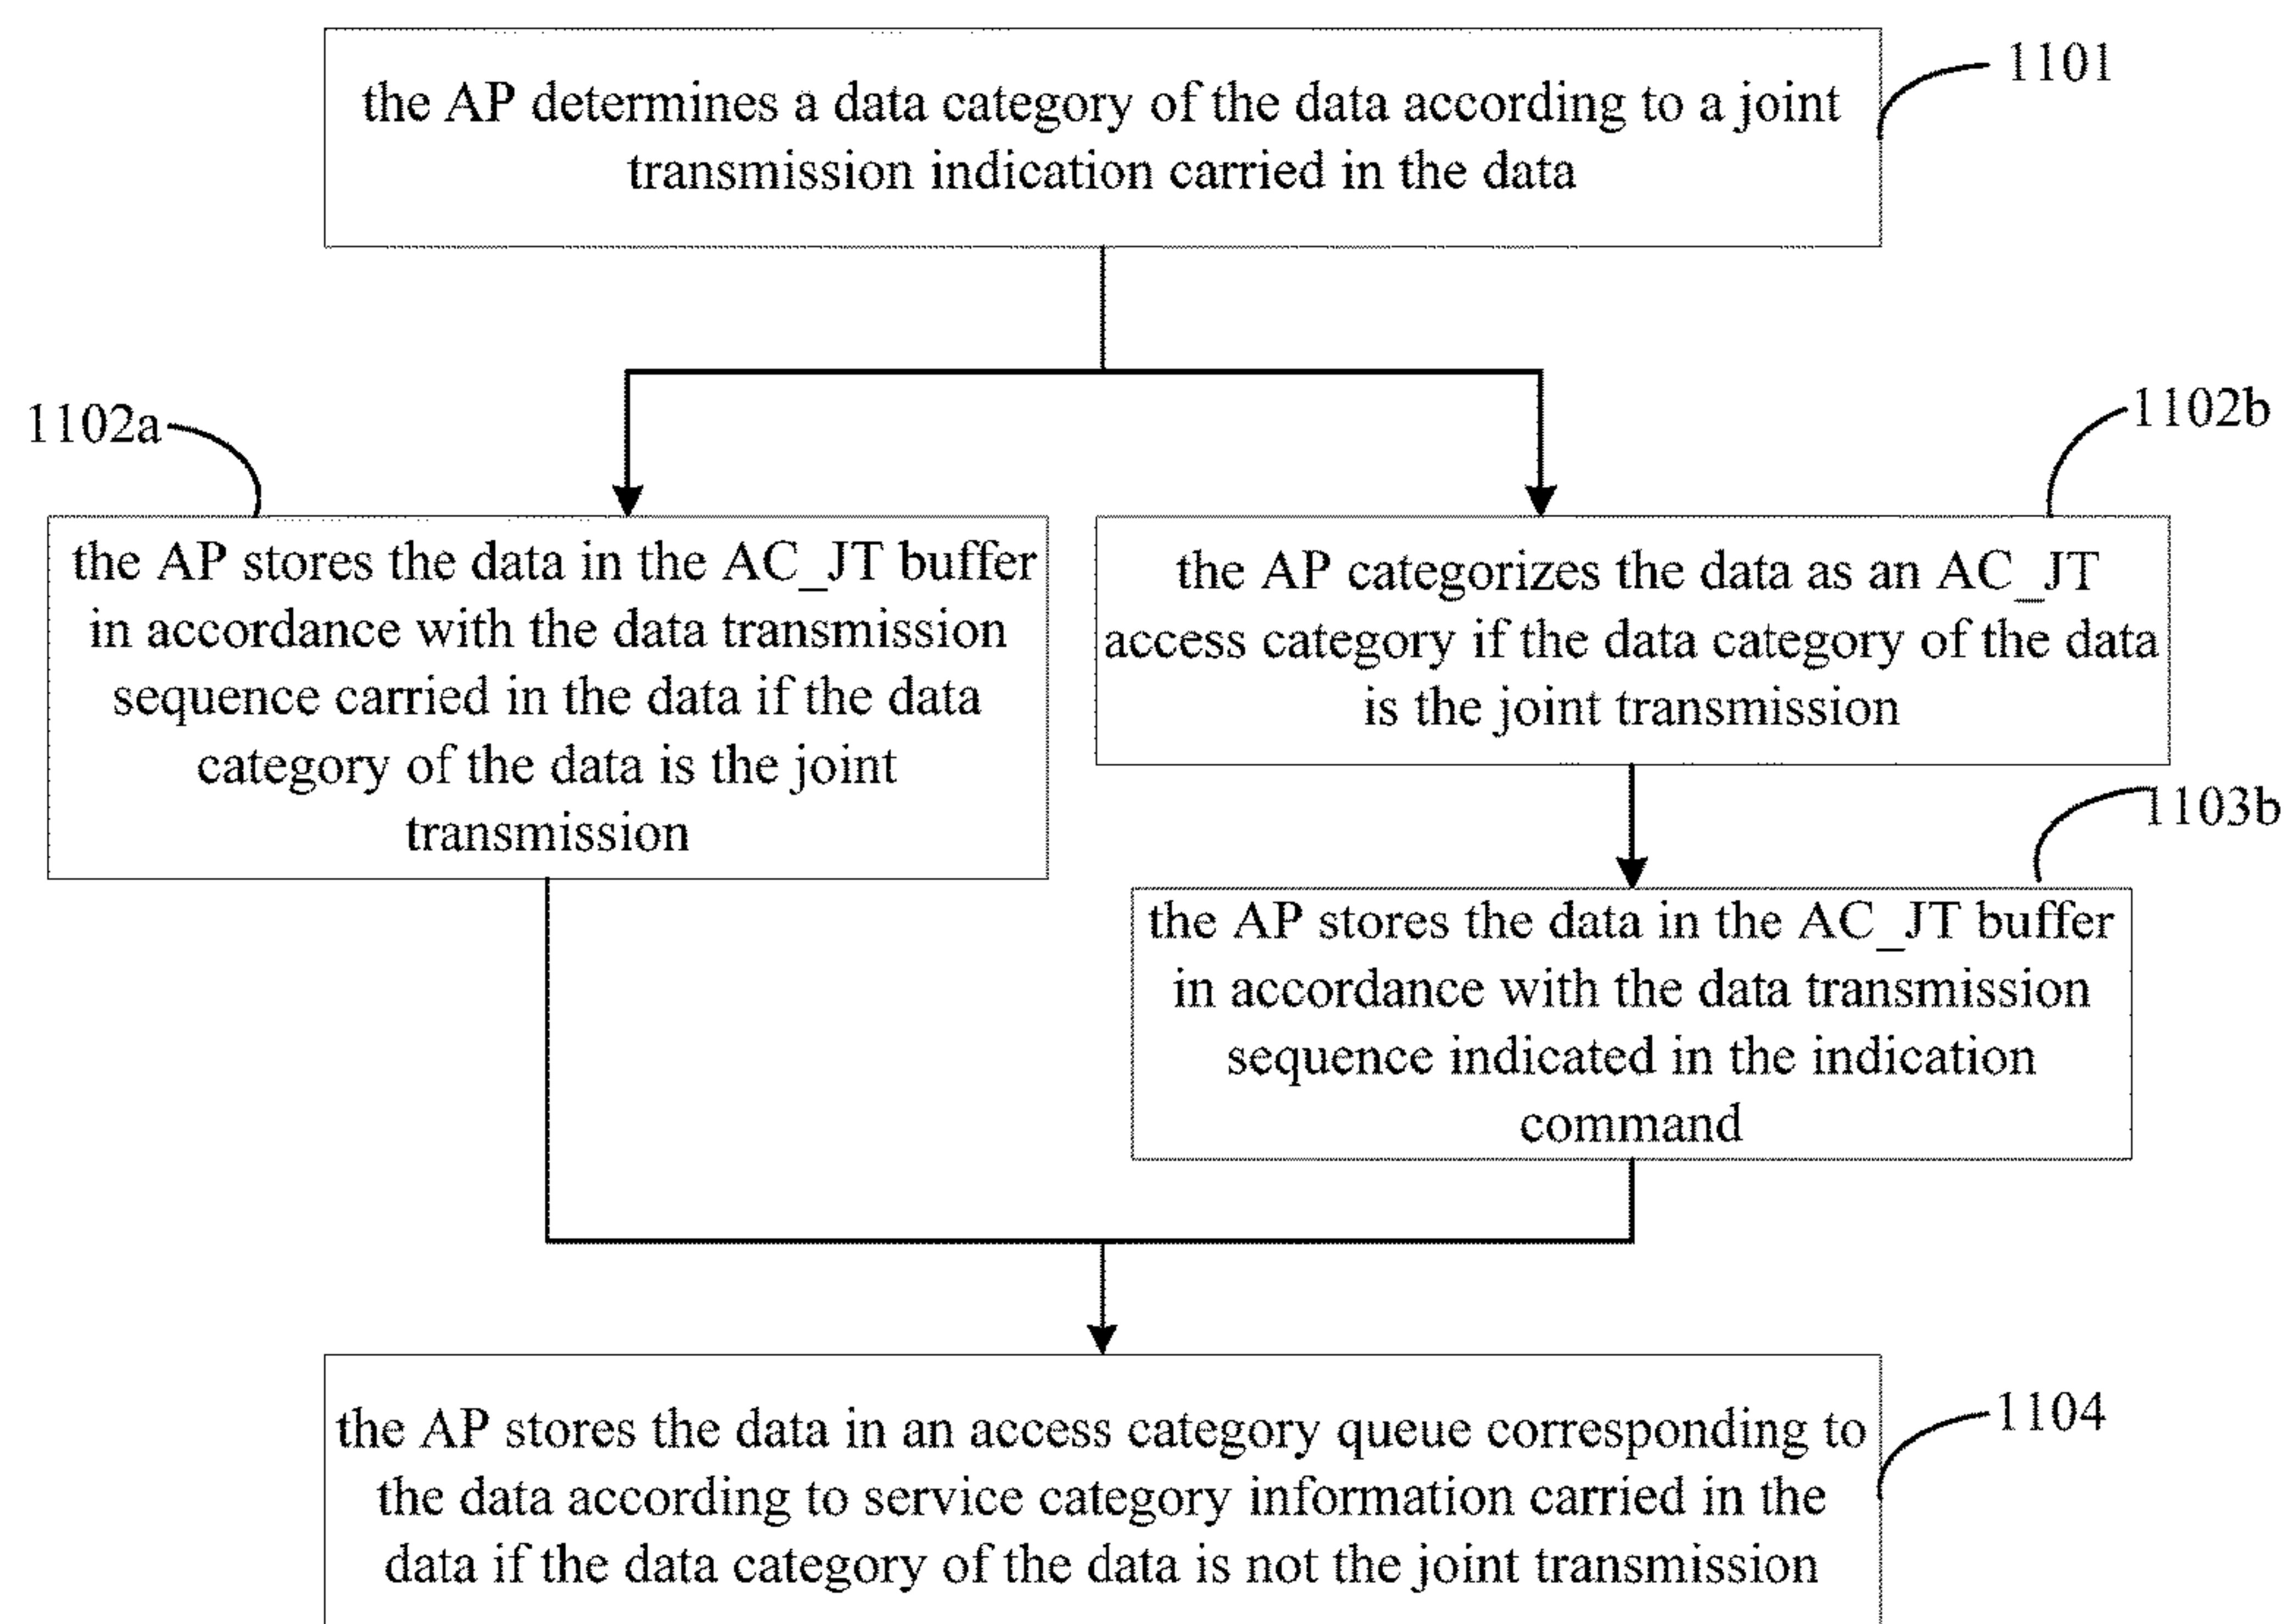 the AP determines a data category of the data according to a joint
transmission indication carried in the data
1101
1102a
1102b
the AP stores the data in the AC_JT buffer
in accordance with the data transmission
sequence carried in the data if the data
category of the data is the joint
transmission
the AP categorizes the data as an AC_JT
access category if the data category of the data
is the joint transmission
1103b
the AP stores the data in the AC_JT buffer
in accordance with the data transmission
sequence indicated in the indication
command
the AP stores the data in an access category queue corresponding to
the data according to service category information carried in the
data if the data category of the data is not the joint transmission
1104